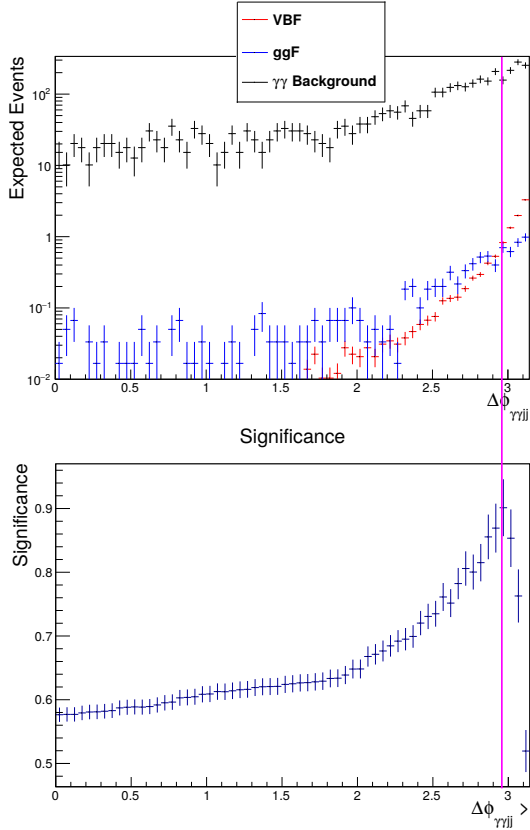 VBF
ggF
γγ Background
Expected Events
10²
10
1
10⁻¹
10⁻²
0 0.5 1 1.5 2 2.5 3
Δϕγγjj
Significance
Significance
0.9
0.8
0.7
0.6
0.5
0 0.5 1 1.5 2 2.5 3
Δϕγγjj >